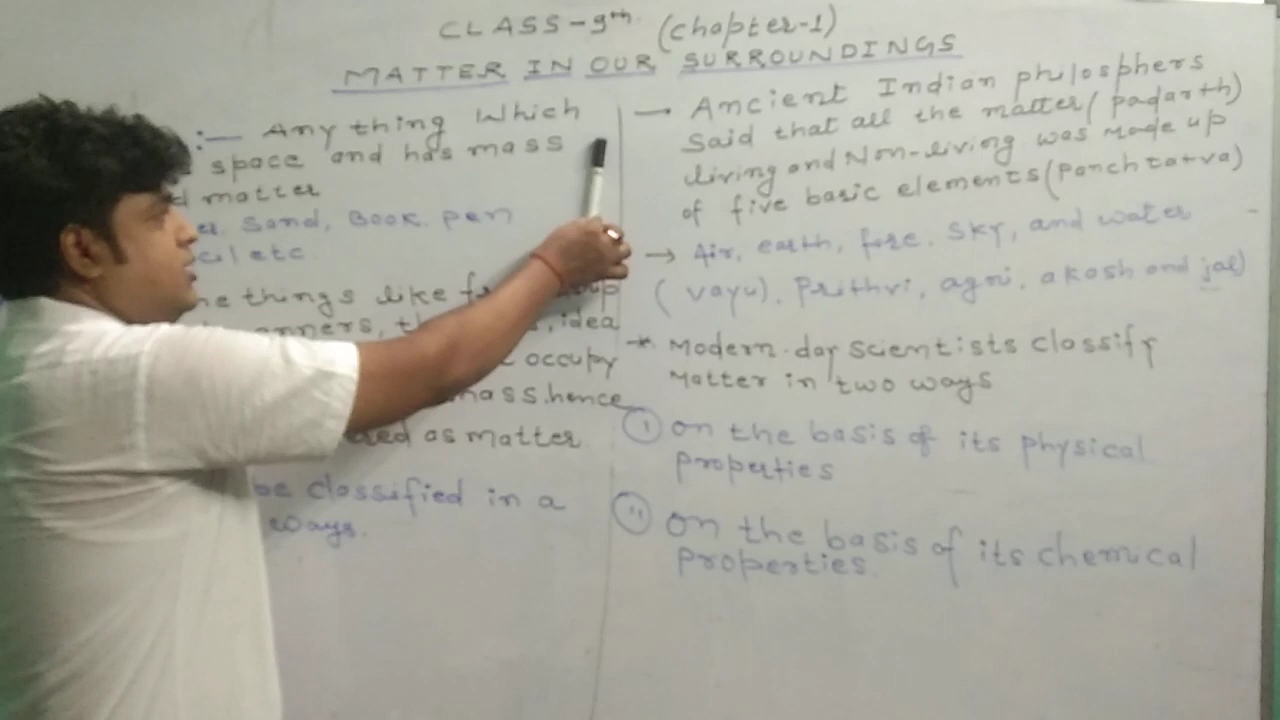 CLASS-9th (chapter-1)
MATTER IN OUR SURROUNDINGS
:— Any thing which
space and has mass
matter
Sand, Book. pen
etc
things like
, idea
occupy
mass.hence
as matter
be classified in a
ways.
→ Ancient Indian philosphers
Said that all the matter(padarth)
living and Non-living was made up
of five basic elements(panchtatva)
→ Air, earth, fire. Sky, and water -
(vayu), Prithvi, agni, akash and jal)
* Modern-day scientists classify
Matter in two ways
(i) on the basis of its physical
properties
(ii) on the basis of its chemical
properties.